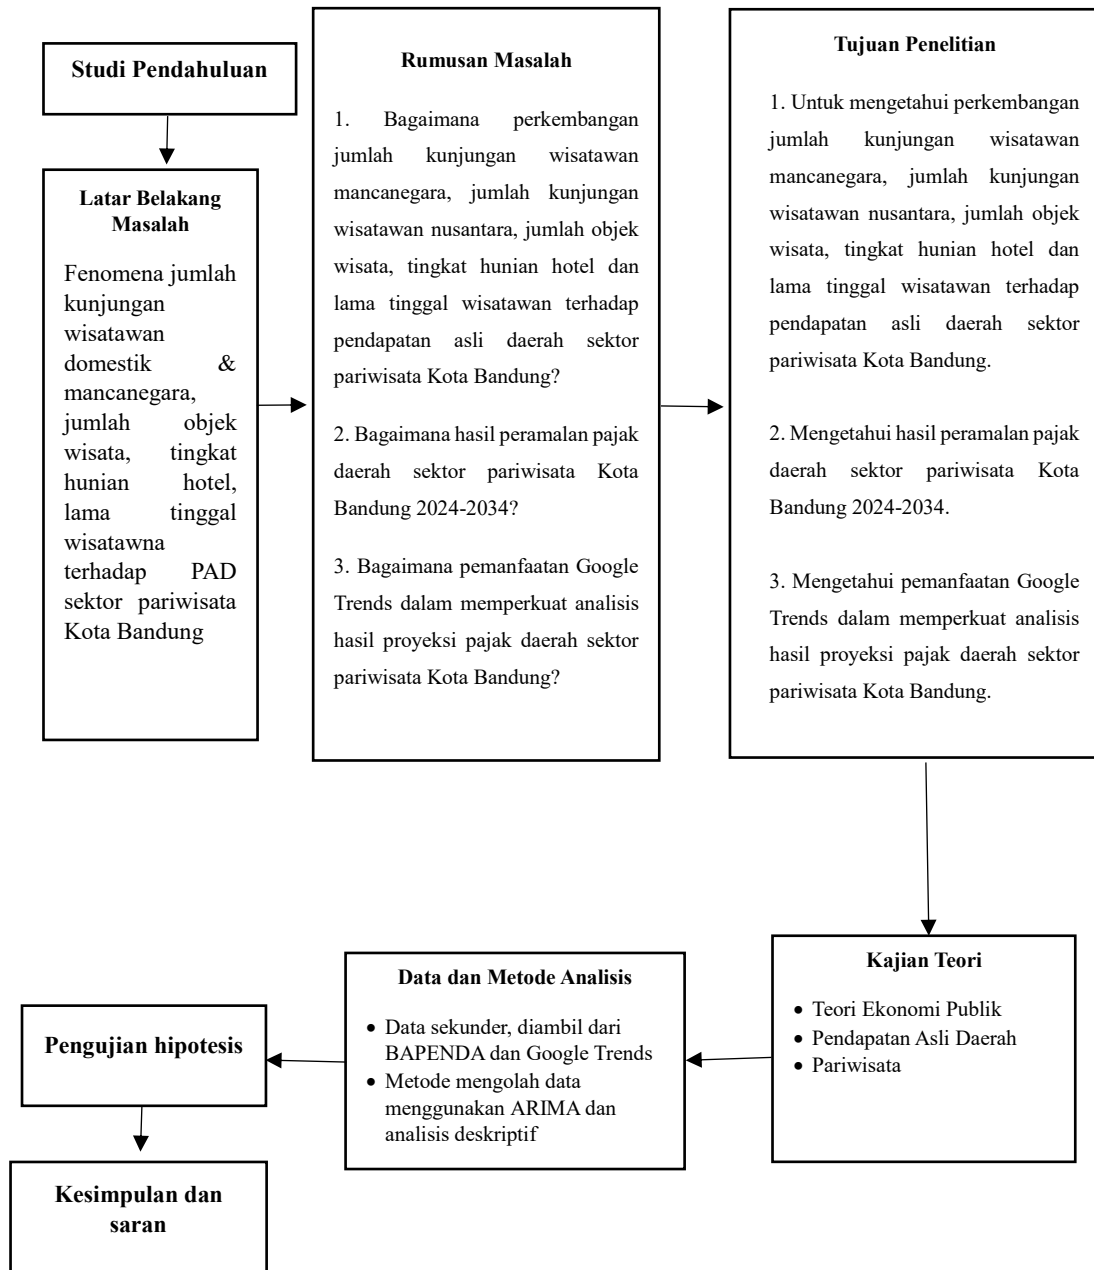 Studi Pendahuluan
Latar Belakang
Masalah
Fenomena jumlah
kunjungan
wisatawan
domestik &
mancanegara,
jumlah objek
wisata, tingkat
hunian hotel,
lama tinggal
wisatawna
terhadap PAD
sektor pariwisata
Kota Bandung
Rumusan Masalah
1. Bagaimana perkembangan
jumlah kunjungan wisatawan
mancanegara, jumlah kunjungan
wisatawan nusantara, jumlah objek
wisata, tingkat hunian hotel dan
lama tinggal wisatawan terhadap
pendapatan asli daerah sektor
pariwisata Kota Bandung?
2. Bagaimana hasil peramalan pajak
daerah sektor pariwisata Kota
Bandung 2024-2034?
3. Bagaimana pemanfaatan Google
Trends dalam memperkuat analisis
hasil proyeksi pajak daerah sektor
pariwisata Kota Bandung?
Tujuan Penelitian
1. Untuk mengetahui perkembangan
jumlah kunjungan wisatawan
mancanegara, jumlah kunjungan
wisatawan nusantara, jumlah objek
wisata, tingkat hunian hotel dan
lama tinggal wisatawan terhadap
pendapatan asli daerah sektor
pariwisata Kota Bandung.
2. Mengetahui hasil peramalan pajak
daerah sektor pariwisata Kota
Bandung 2024-2034.
3. Mengetahui pemanfaatan Google
Trends dalam memperkuat analisis
hasil proyeksi pajak daerah sektor
pariwisata Kota Bandung.
Kajian Teori
• Teori Ekonomi Publik
• Pendapatan Asli Daerah
• Pariwisata
Data dan Metode Analisis
• Data sekunder, diambil dari
BAPENDA dan Google Trends
• Metode mengolah data
menggunakan ARIMA dan
analisis deskriptif
Pengujian hipotesis
Kesimpulan dan
saran